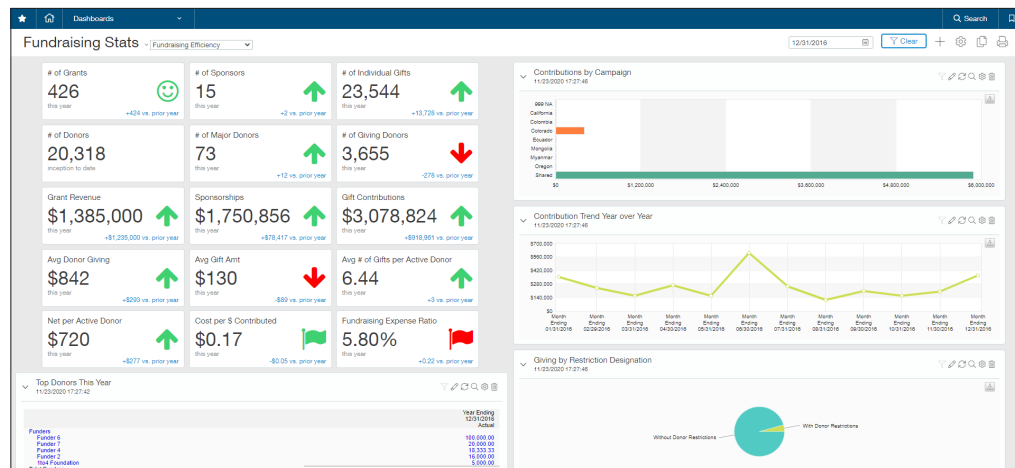 Dashboards
Search
Fundraising Stats
Fundraising Efficiency
12/31/2016
Clear
# of Grants
426
this year
+424 vs. prior year
# of Sponsors
15
this year
+2 vs. prior year
# of Individual Gifts
23,544
this year
+13,728 vs. prior year
# of Donors
20,318
inception to date
# of Major Donors
73
this year
+12 vs. prior year
# of Giving Donors
3,655
this year
-278 vs. prior year
Grant Revenue
$1,385,000
this year
+$1,235,000 vs. prior year
Sponsorships
$1,750,856
this year
+$78,417 vs. prior year
Gift Contributions
$3,078,824
this year
+$918,961 vs. prior year
Avg Donor Giving
$842
this year
+$293 vs. prior year
Avg Gift Amt
$130
this year
-$89 vs. prior year
Avg # of Gifts per Active Donor
6.44
this year
+3 vs. prior year
Net per Active Donor
$720
this year
+$277 vs. prior year
Cost per $ Contributed
$0.17
this year
-$0.05 vs. prior year
Fundraising Expense Ratio
5.80%
this year
+0.22 vs. prior year
Top Donors This Year
11/23/2020 17:27:42
Year Ending
12/31/2016
Actual
Funders
Funder 6 100,000.00
Funder 7 20,000.00
Funder 4 18,333.33
Funder 2 16,000.00
1to4 Foundation 5,000.00
Contributions by Campaign
11/23/2020 17:27:46
999 NA
California
Colombia
Colorado
Ecuador
Mongolia
Myanmar
Oregon
Shared
$0 $1,200,000 $2,400,000 $3,600,000 $4,800,000 $6,000,000
Contribution Trend Year over Year
11/23/2020 17:27:46
$700,000
$560,000
$420,000
$280,000
$140,000
$0
Month Ending 01/31/2016
Month Ending 02/29/2016
Month Ending 03/31/2016
Month Ending 04/30/2016
Month Ending 05/31/2016
Month Ending 06/30/2016
Month Ending 07/31/2016
Month Ending 08/31/2016
Month Ending 09/30/2016
Month Ending 10/31/2016
Month Ending 11/30/2016
Month Ending 12/31/2016
Giving by Restriction Designation
11/23/2020 17:27:46
With Donor Restrictions
Without Donor Restrictions